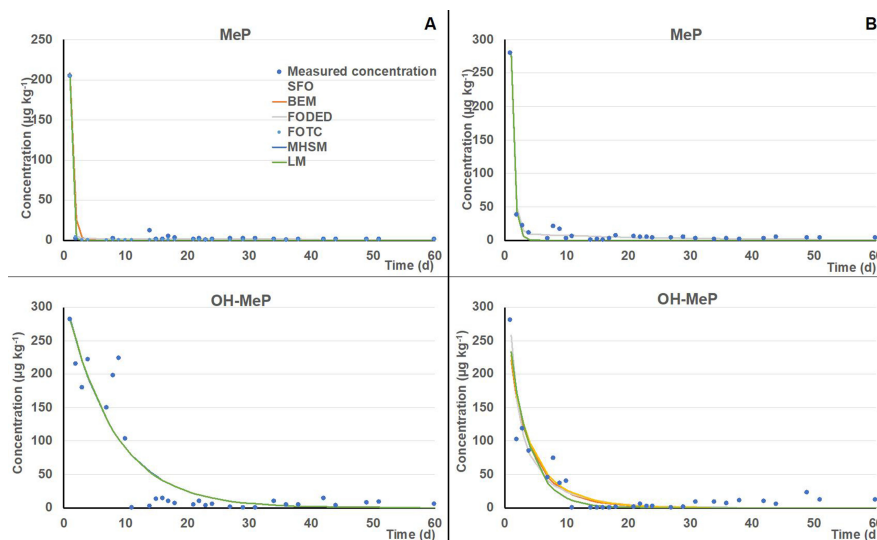 A
MeP
250
200
150
100
50
0
0
10
20
30
40
50
60
Concentration (µg kg⁻¹)
Time (d)
Measured concentration
SFO
BEM
FODED
FOTC
MHSM
LM
B
MeP
300
250
200
150
100
50
0
0
10
20
30
40
50
60
Concentration (µg kg⁻¹)
Time (d)
OH-MeP
300
250
200
150
100
50
0
0
10
20
30
40
50
60
Concentration (µg kg⁻¹)
Time (d)
OH-MeP
300
250
200
150
100
50
0
0
10
20
30
40
50
60
Concentration (µg kg⁻¹)
Time (d)